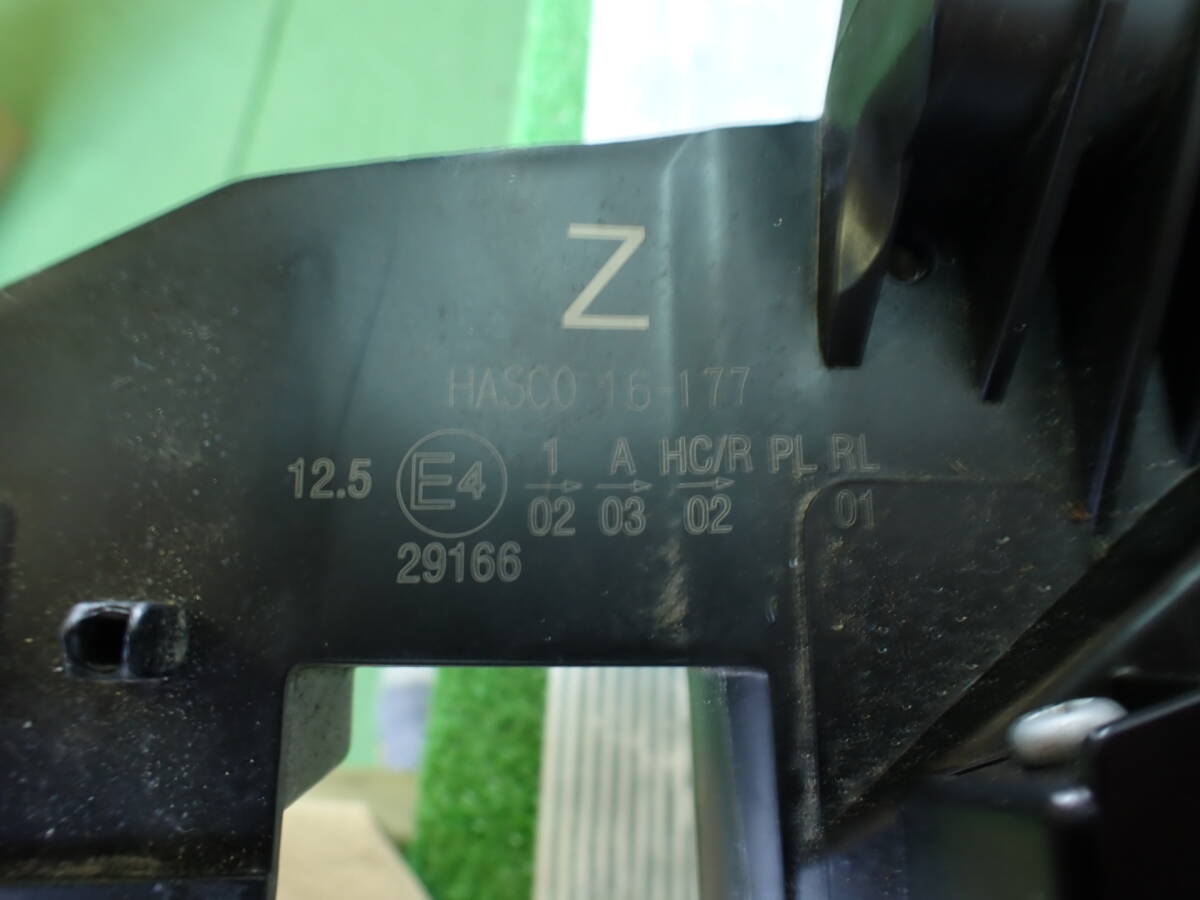 Z
HASCO 16-177
12.5 E4 1 A HC/R PL RL
02 03 02 01
29166